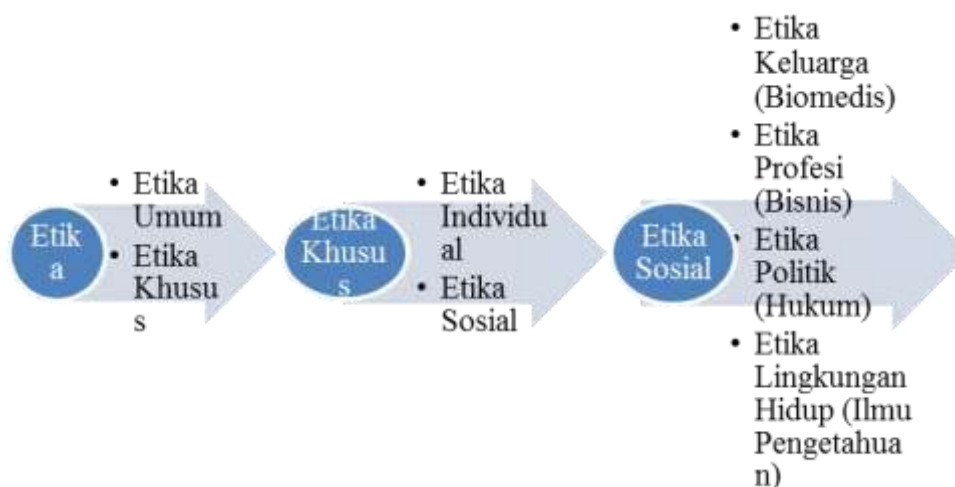 Etik
a
• Etika
Umum
• Etika
Khusus
s
Etika
Khusu
s
• Etika
Individu
al
• Etika
Sosial
Etika
Sosial
• Etika
Keluarga
(Biomedis)
• Etika
Profesi
(Bisnis)
• Etika
Politik
(Hukum)
• Etika
Lingkungan
Hidup (Ilmu
Pengetahua
n)